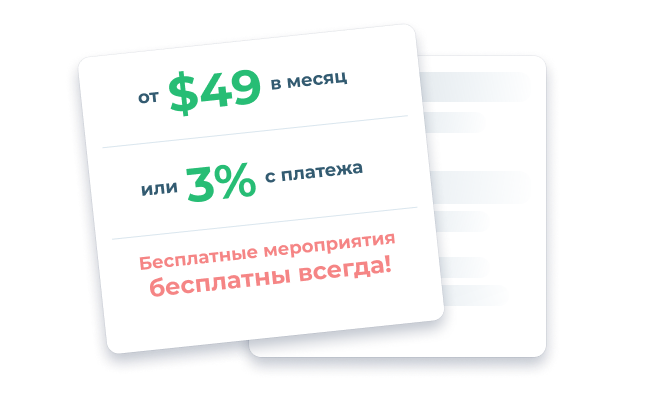 от $49 в месяц
или 3% с платежа
Бесплатные мероприятия
бесплатны всегда!